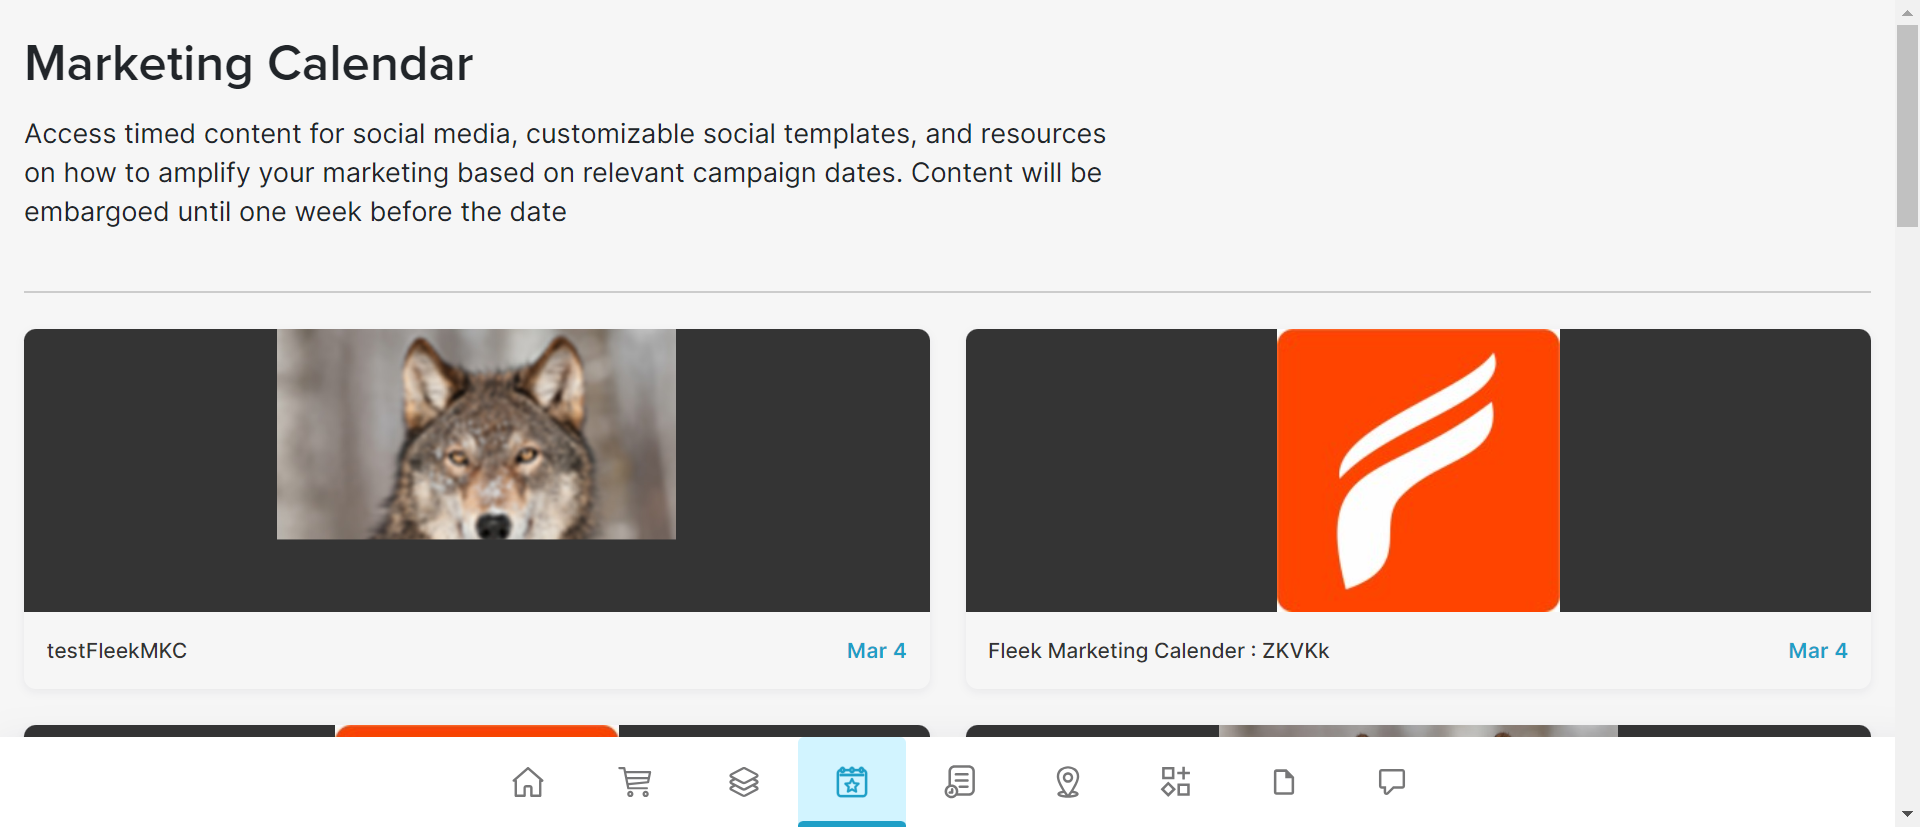 Marketing Calendar
Access timed content for social media, customizable social templates, and resources
on how to amplify your marketing based on relevant campaign dates. Content will be
embargoed until one week before the date
testFleekMKC
Mar 4
Fleek Marketing Calender : ZKVKk
Mar 4